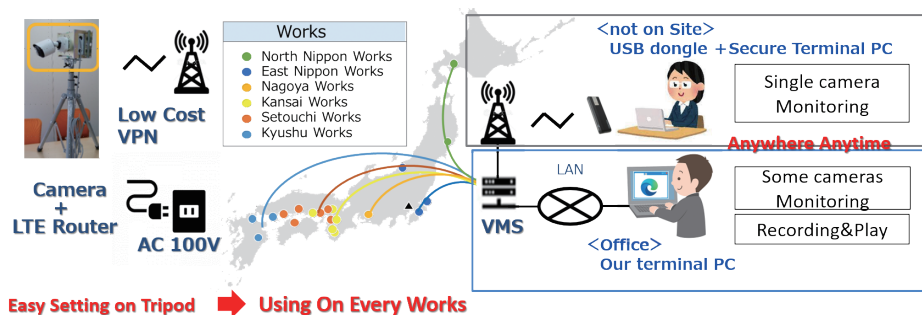 Low Cost
VPN
Camera
+
LTE Router
AC 100V
Easy Setting on Tripod
Using On Every Works
Works
North Nippon Works
East Nippon Works
Nagoya Works
Kansai Works
Setouchi Works
Kyushu Works
<not on Site>
USB dongle +Secure Terminal PC
Single camera
Monitoring
Anywhere Anytime
LAN
VMS
Some cameras
Monitoring
Recording&Play
<Office>
Our terminal PC